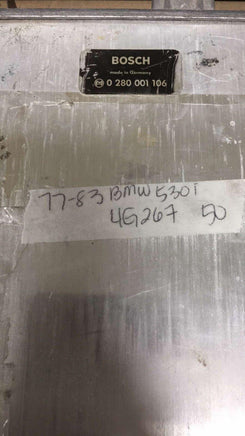 BOSCH
made in Germany
0 280 001 106
77-83 BMW 530i
4G267 50